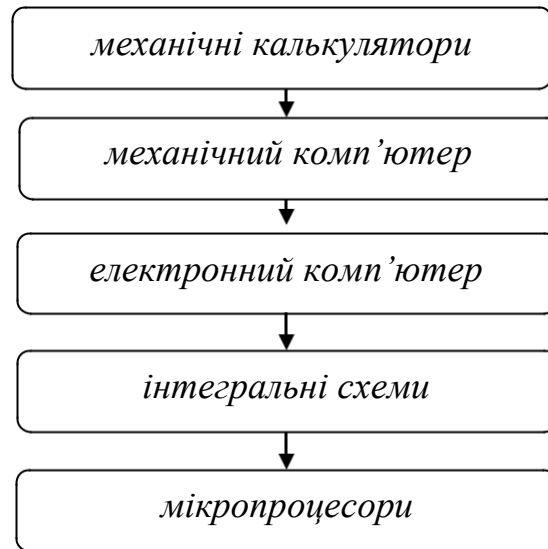 механічні калькулятори
механічний комп’ютер
електронний комп’ютер
інтегральні схеми
мікропроцесори